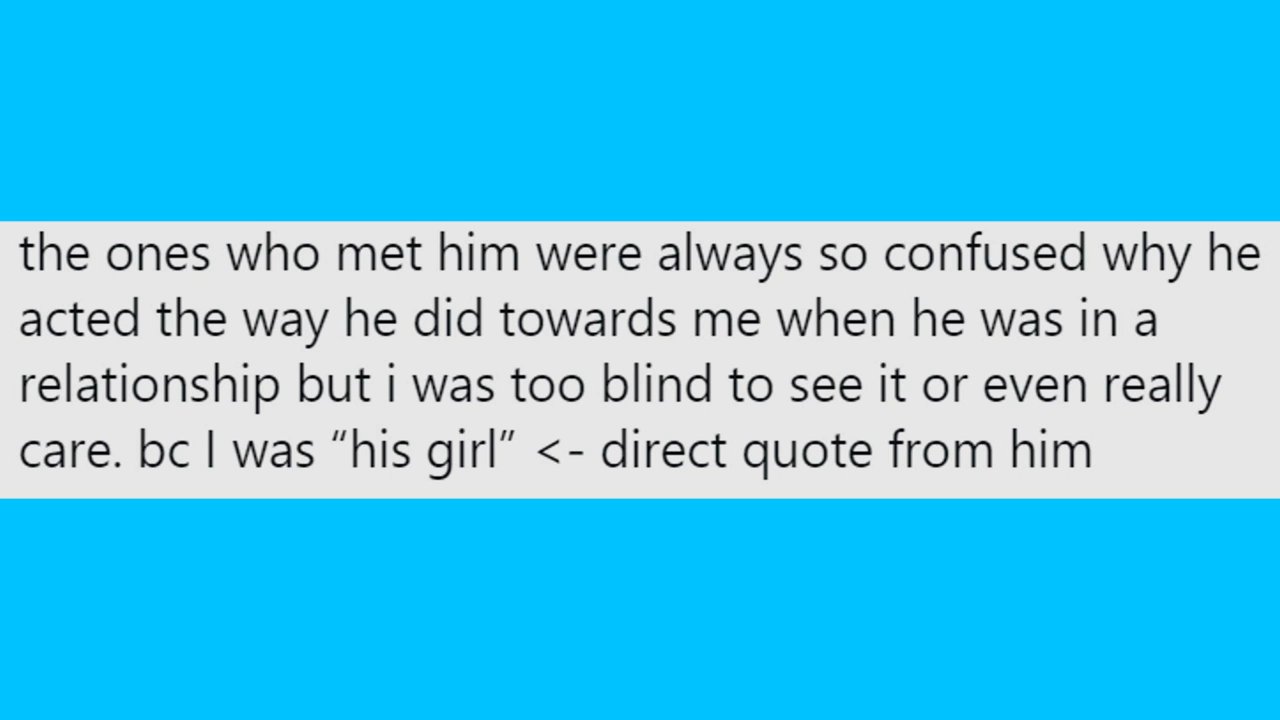 the ones who met him were always so confused why he
acted the way he did towards me when he was in a
relationship but i was too blind to see it or even really
care. bc I was “his girl” <- direct quote from him